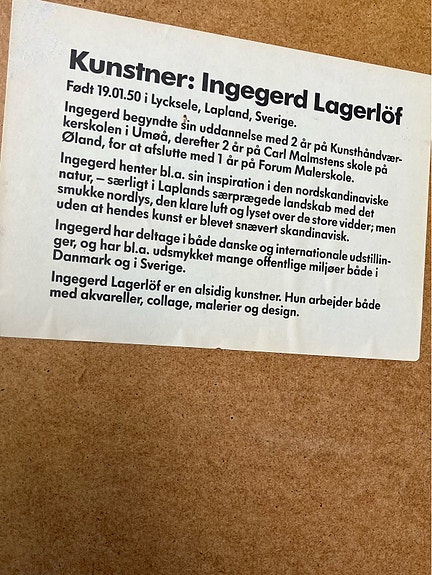 Kunstner: Ingegerd Lagerlöf
Født 19.01.50 i Lycksele, Lapland, Sverige.
Ingegerd begyndte sin uddannelse med 2 år på Kunsthåndvær-
kerskolen i Umøå, derefter 2 år på Carl Malmstens skole på
Øland, for at afslutte med 1 år på Forum Malerskole.
Ingegerd henter bl.a. sin inspiration i den nordskandinaviske
natur, – særligt i Laplands særprægede landskab med det
smukke nordlys, den klare luft og lyset over de store vidder; men
uden at hendes kunst er blevet snævert skandinavisk.
Ingegerd har deltage i både danske og internationale udstillin-
ger, og har bl.a. udsmykket mange offentlige miljøer både i
Danmark og i Sverige.
Ingegerd Lagerlöf er en alsidig kunstner. Hun arbejder både
med akvareller, collage, malerier og design.